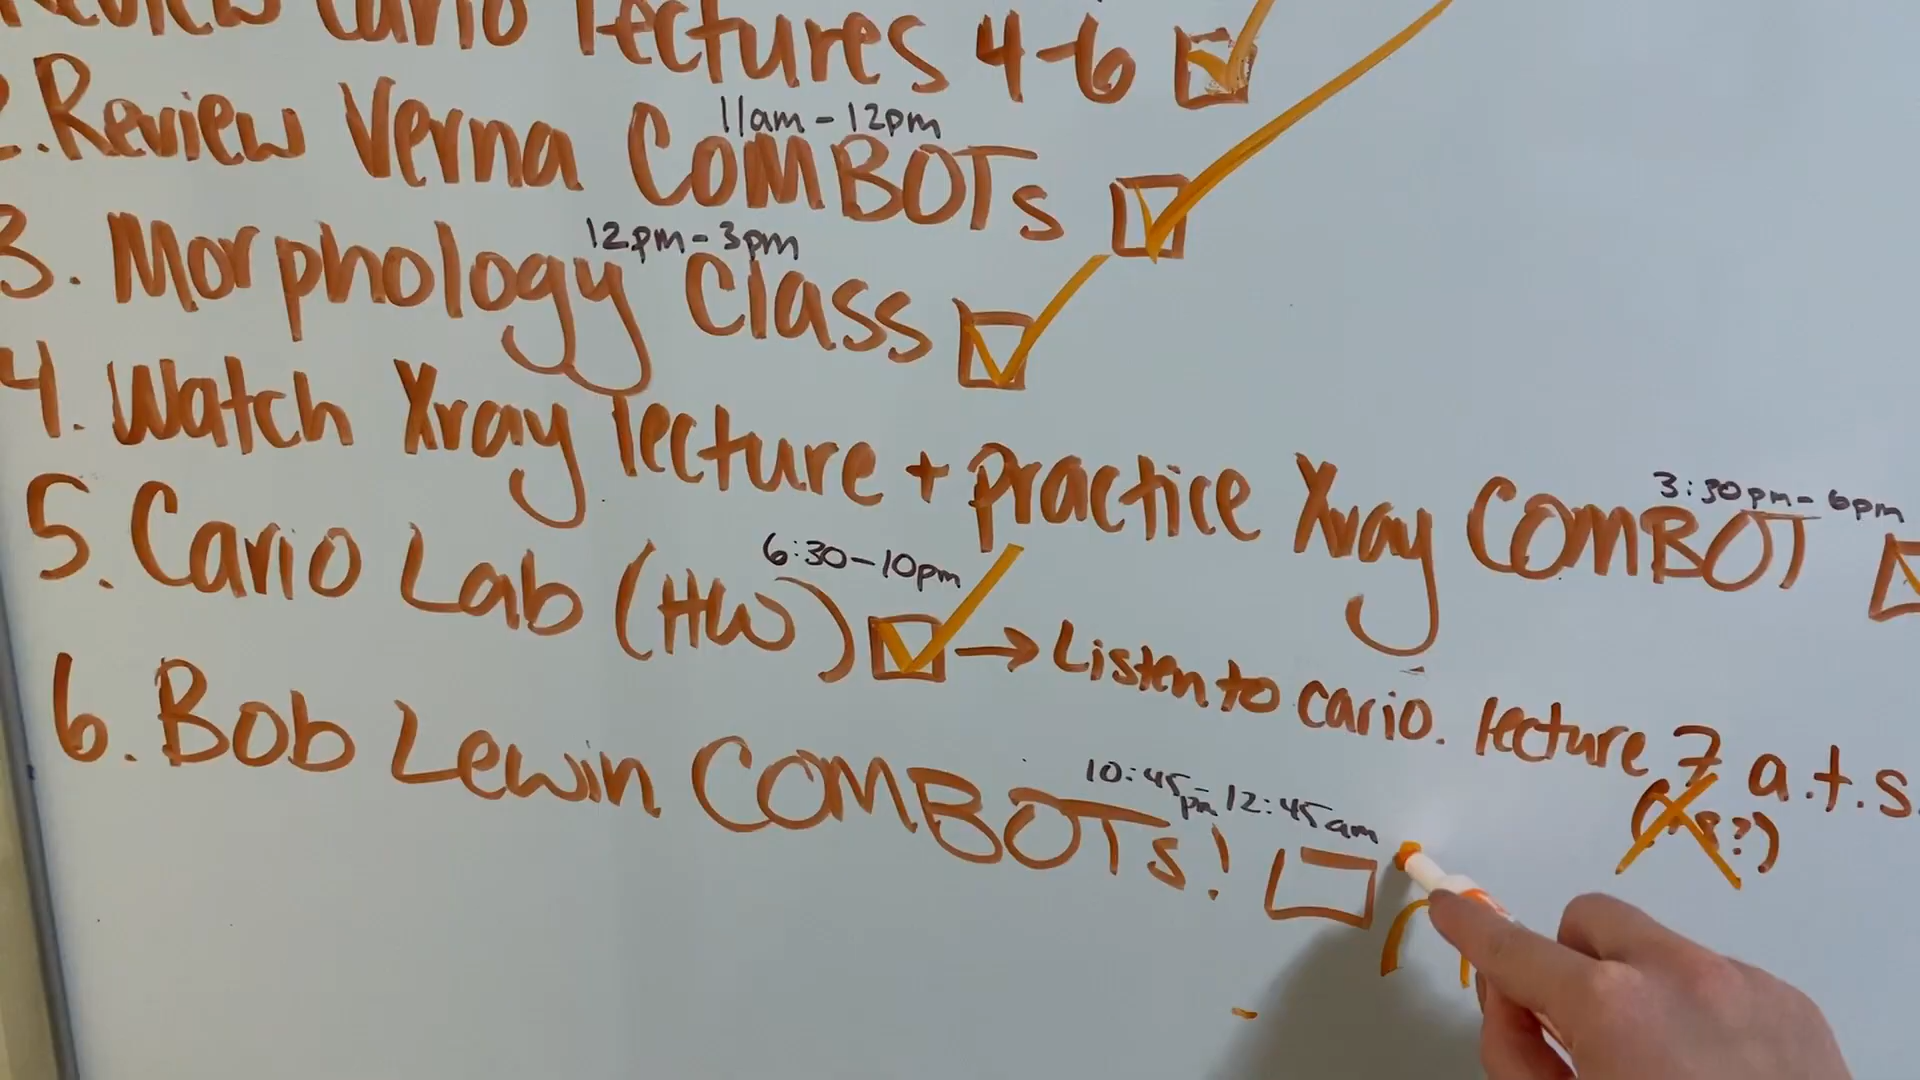 Review Cario lectures 4-6
2. Review Verna COMBOTs
11am - 12pm
3. Morphology Class
12pm - 3pm
4. Watch Xray lecture + practice Xray COMBOT
3:30pm - 6pm
5. Cario Lab (HW) → Listen to cario. lecture 7 a.t.s.
6:30 - 10pm
6. Bob Lewin COMBOTs!
10:45pm - 12:45am